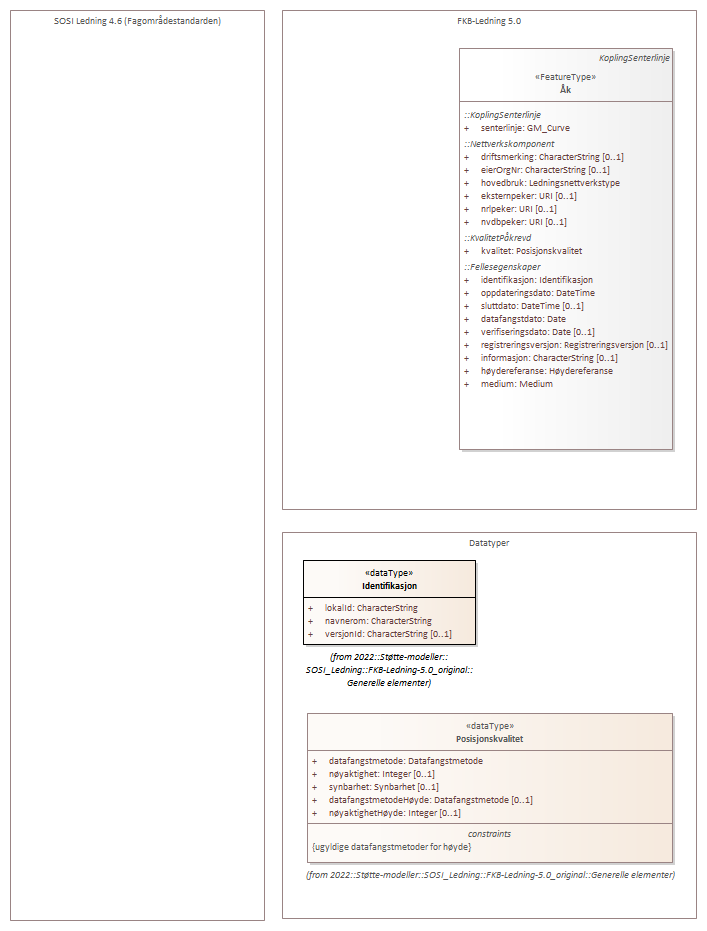 SOSI Ledning 4.6 (Fagområdestandarden)
FKB-Ledning 5.0
KoplingSenterlinje
«FeatureType»
Åk
::KoplingSenterlinje
+ senterlinje: GM_Curve
::Nettverkskomponent
+ driftsmerking: CharacterString [0..1]
+ eierOrgNr: CharacterString [0..1]
+ hovedbruk: Ledningsnettverkstype
+ eksternpeker: URI [0..1]
+ nrlpeker: URI [0..1]
+ nvdbpeker: URI [0..1]
::KvalitetPåkrevd
+ kvalitet: Posisjonskvalitet
::Fellesegenskaper
+ identifikasjon: Identifikasjon
+ oppdateringsdato: DateTime
+ sluttdato: DateTime [0..1]
+ datafangstdato: Date
+ verifiseringsdato: Date [0..1]
+ registreringsversjon: Registreringsversjon [0..1]
+ informasjon: CharacterString [0..1]
+ høydereferanse: Høydereferanse
+ medium: Medium
Datatyper
«dataType»
Identifikasjon
+ lokalId: CharacterString
+ navnerom: CharacterString
+ versjonId: CharacterString [0..1]
(from 2022::Støtte-modeller::
SOSI_Ledning::FKB-Ledning-5.0_original::
Generelle elementer)
«dataType»
Posisjonskvalitet
+ datafangstmetode: Datafangstmetode
+ nøyaktighet: Integer [0..1]
+ synbarhet: Synbarhet [0..1]
+ datafangstmetodeHøyde: Datafangstmetode [0..1]
+ nøyaktighetHøyde: Integer [0..1]
constraints
{ugyidige datafangstmetoder for høyde}
(from 2022::Støtte-modeller::SOSI_Ledning::FKB-Ledning-5.0_original::Generelle elementer)